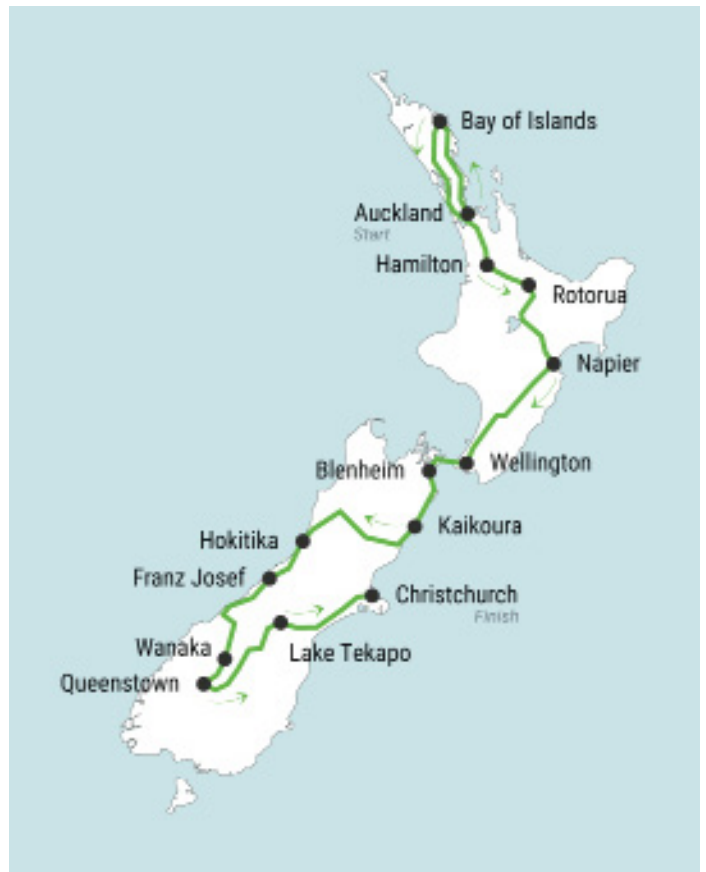 Bay of Islands
Auckland
Start
Hamilton
Rotorua
Napier
Wellington
Blenheim
Kaikoura
Hokitika
Franz Josef
Christchurch
Finish
Wanaka
Lake Tekapo
Queenstown